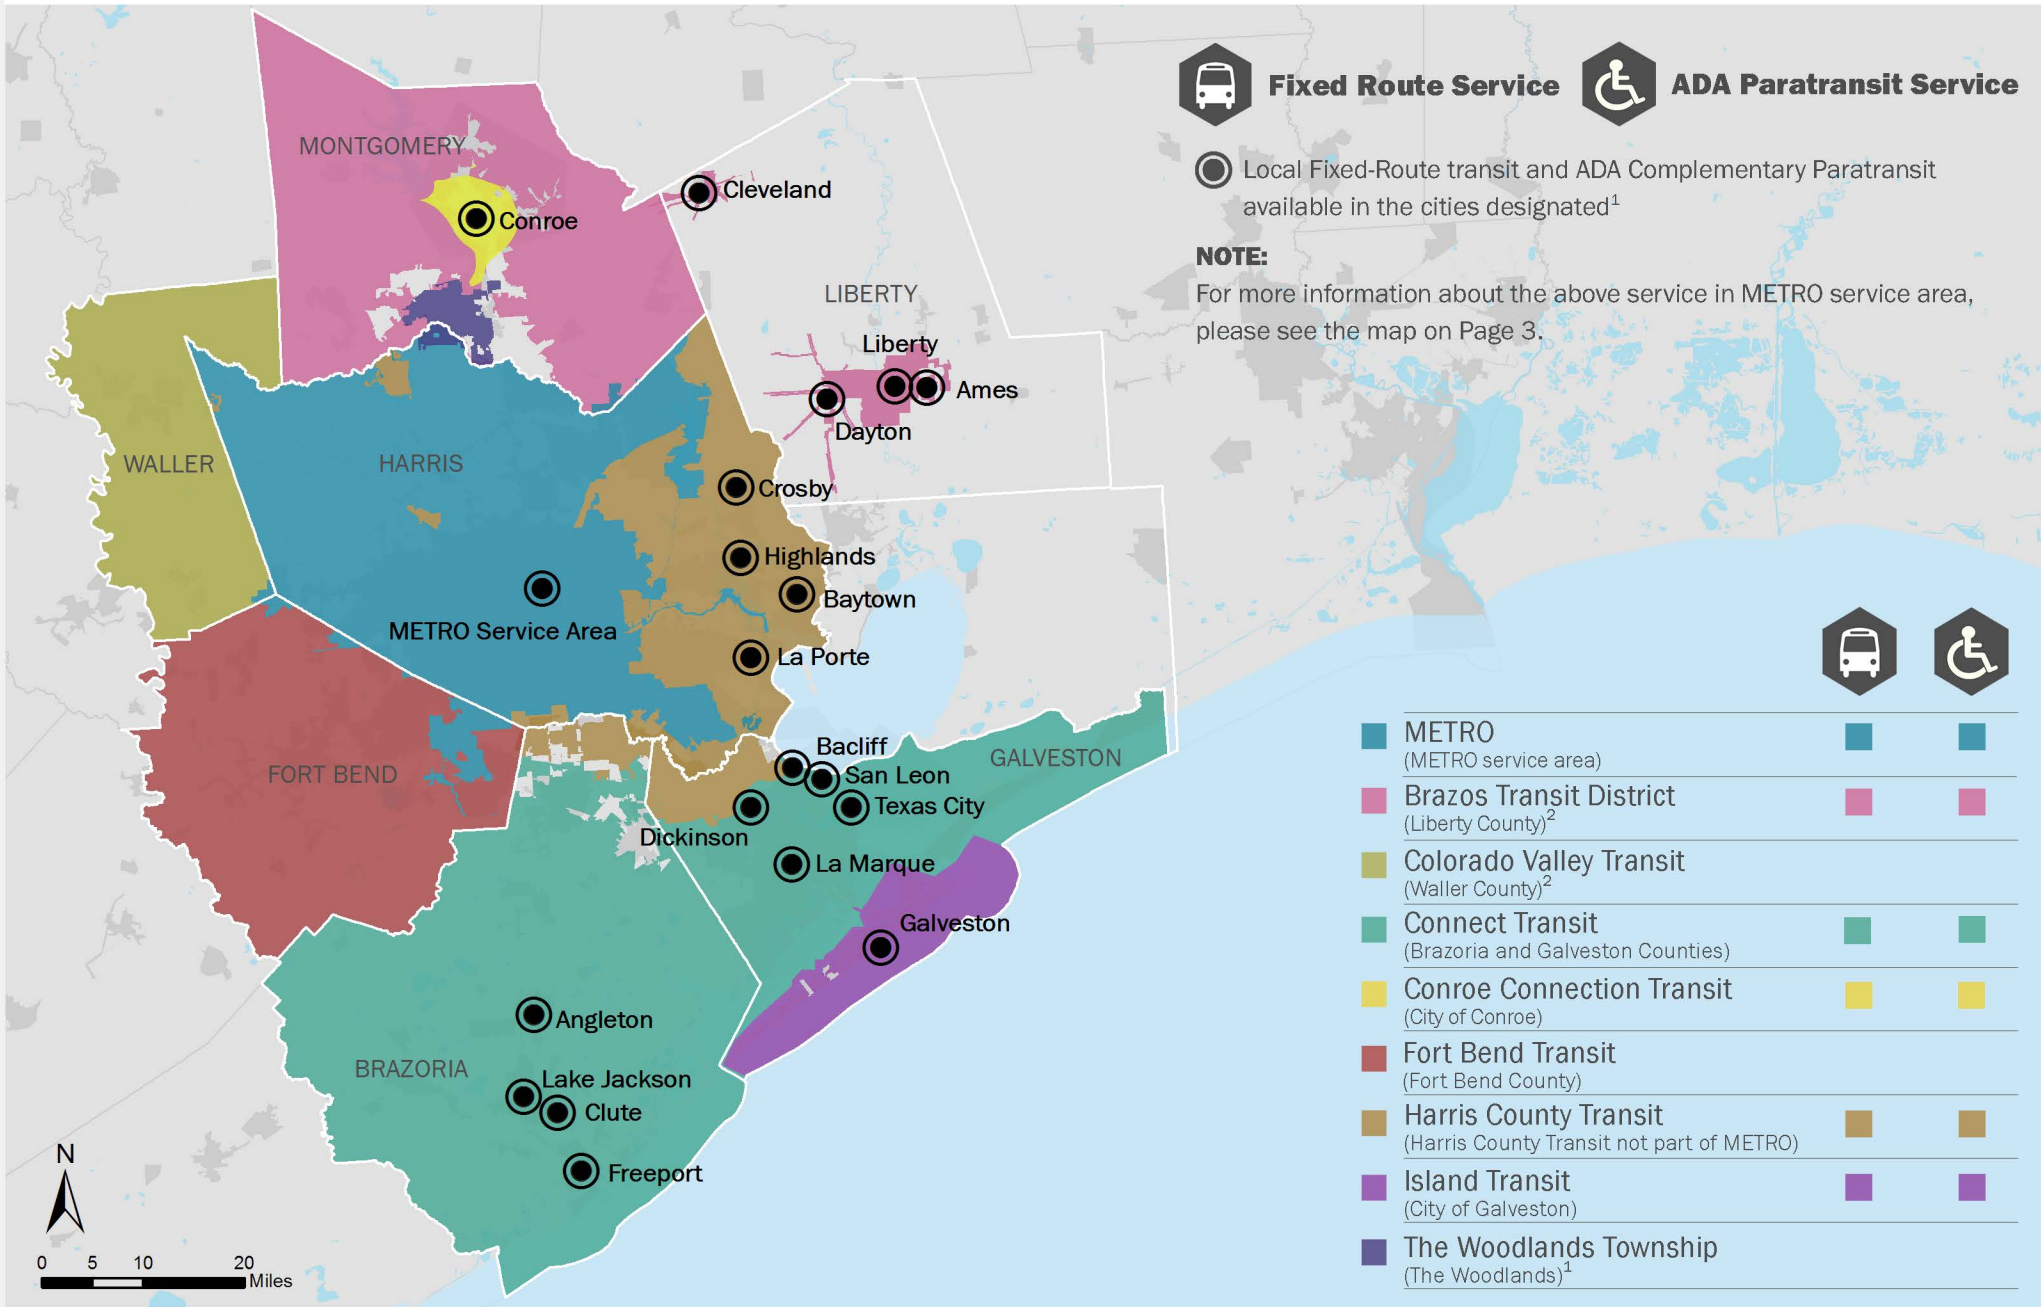 Fixed Route Service
ADA Paratransit Service
Local Fixed-Route transit and ADA Complementary Paratransit
available in the cities designated¹
NOTE:
For more information about the above service in METRO service area,
please see the map on Page 3.
MONTGOMERY
Cleveland
Conroe
LIBERTY
Liberty
Ames
Dayton
WALLER
HARRIS
Crosby
Highlands
Baytown
METRO Service Area
La Porte
Bacliff
GALVESTON
San Leon
FORT BEND
Texas City
Dickinson
La Marque
Galveston
Angleton
BRAZORIA
Lake Jackson
Clute
Freeport
N
0 5 10 20
Miles
METRO
(METRO service area)
Brazos Transit District
(Liberty County)²
Colorado Valley Transit
(Waller County)²
Connect Transit
(Brazoria and Galveston Counties)
Conroe Connection Transit
(City of Conroe)
Fort Bend Transit
(Fort Bend County)
Harris County Transit
(Harris County Transit not part of METRO)
Island Transit
(City of Galveston)
The Woodlands Township
(The Woodlands)¹